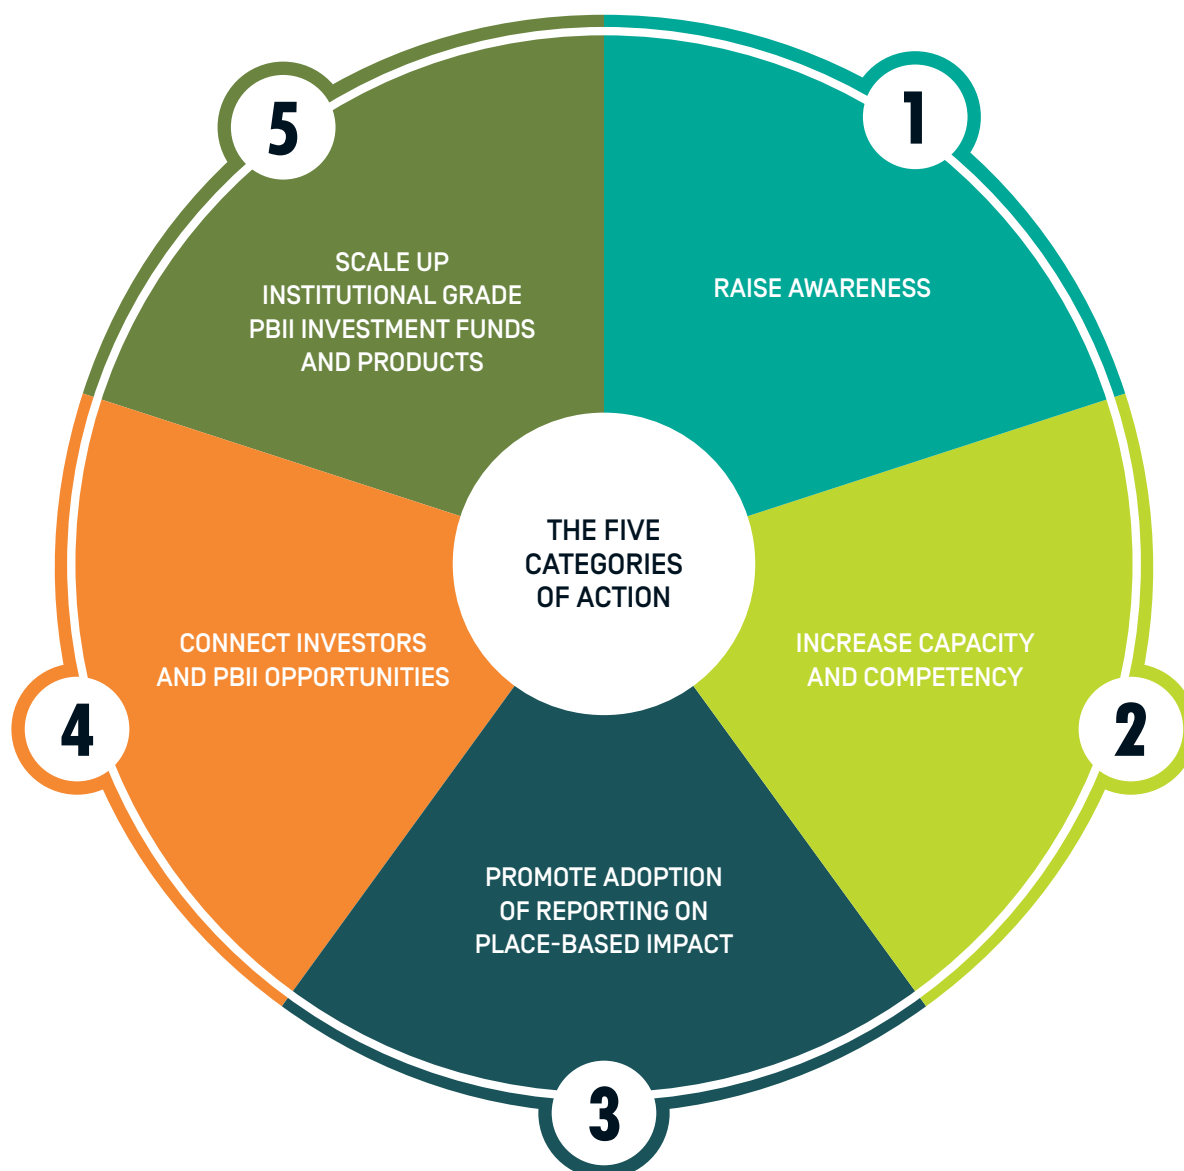 THE FIVE
CATEGORIES
OF ACTION
1
RAISE AWARENESS
2
INCREASE CAPACITY
AND COMPETENCY
3
PROMOTE ADOPTION
OF REPORTING ON
PLACE-BASED IMPACT
4
CONNECT INVESTORS
AND PBII OPPORTUNITIES
5
SCALE UP
INSTITUTIONAL GRADE
PBII INVESTMENT FUNDS
AND PRODUCTS